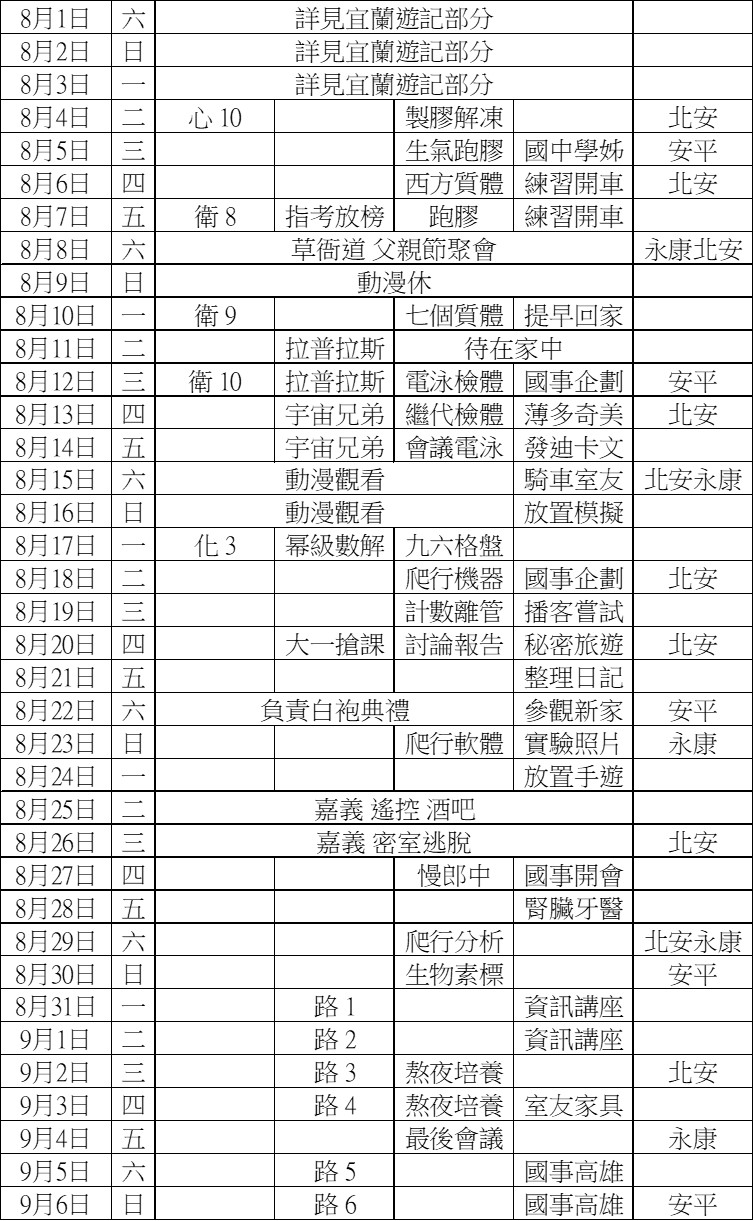 8月1日 六 詳見宜蘭遊記部分
8月2日 日 詳見宜蘭遊記部分
8月3日 一 詳見宜蘭遊記部分
8月4日 二 心 10 製膠解凍 北安
8月5日 三 生氣跑膠 國中學姊 安平
8月6日 四 西方質體 練習開車 北安
8月7日 五 衛 8 指考放榜 跑膠 練習開車
8月8日 六 草衙道 父親節聚會 永康北安
8月9日 日 動漫休
8月10日 一 衛 9 七個質體 提早回家
8月11日 二 拉普拉斯 待在家中
8月12日 三 衛 10 拉普拉斯 電泳檢體 國事企劃 安平
8月13日 四 宇宙兄弟 繼代檢體 薄多奇美 北安
8月14日 五 宇宙兄弟 會議電泳 發迪卡文
8月15日 六 動漫觀看 騎車室友 北安永康
8月16日 日 動漫觀看 放置模擬
8月17日 一 化 3 冪級數解 九六格盤
8月18日 二 爬行機器 國事企劃 北安
8月19日 三 計數離管 播客嘗試
8月20日 四 大一搶課 討論報告 秘密旅遊 北安
8月21日 五 整理日記
8月22日 六 負責白袍典禮 參觀新家 安平
8月23日 日 爬行軟體 實驗照片 永康
8月24日 一 放置手遊
8月25日 二 嘉義 遙控 酒吧
8月26日 三 嘉義 密室逃脫 北安
8月27日 四 慢郎中 國事開會
8月28日 五 腎臟牙醫
8月29日 六 爬行分析 北安永康
8月30日 日 生物素標 安平
8月31日 一 路 1 資訊講座
9月1日 二 路 2 資訊講座
9月2日 三 路 3 熬夜培養 北安
9月3日 四 路 4 熬夜培養 室友家具
9月4日 五 最後會議 永康
9月5日 六 路 5 國事高雄
9月6日 日 路 6 國事高雄 安平